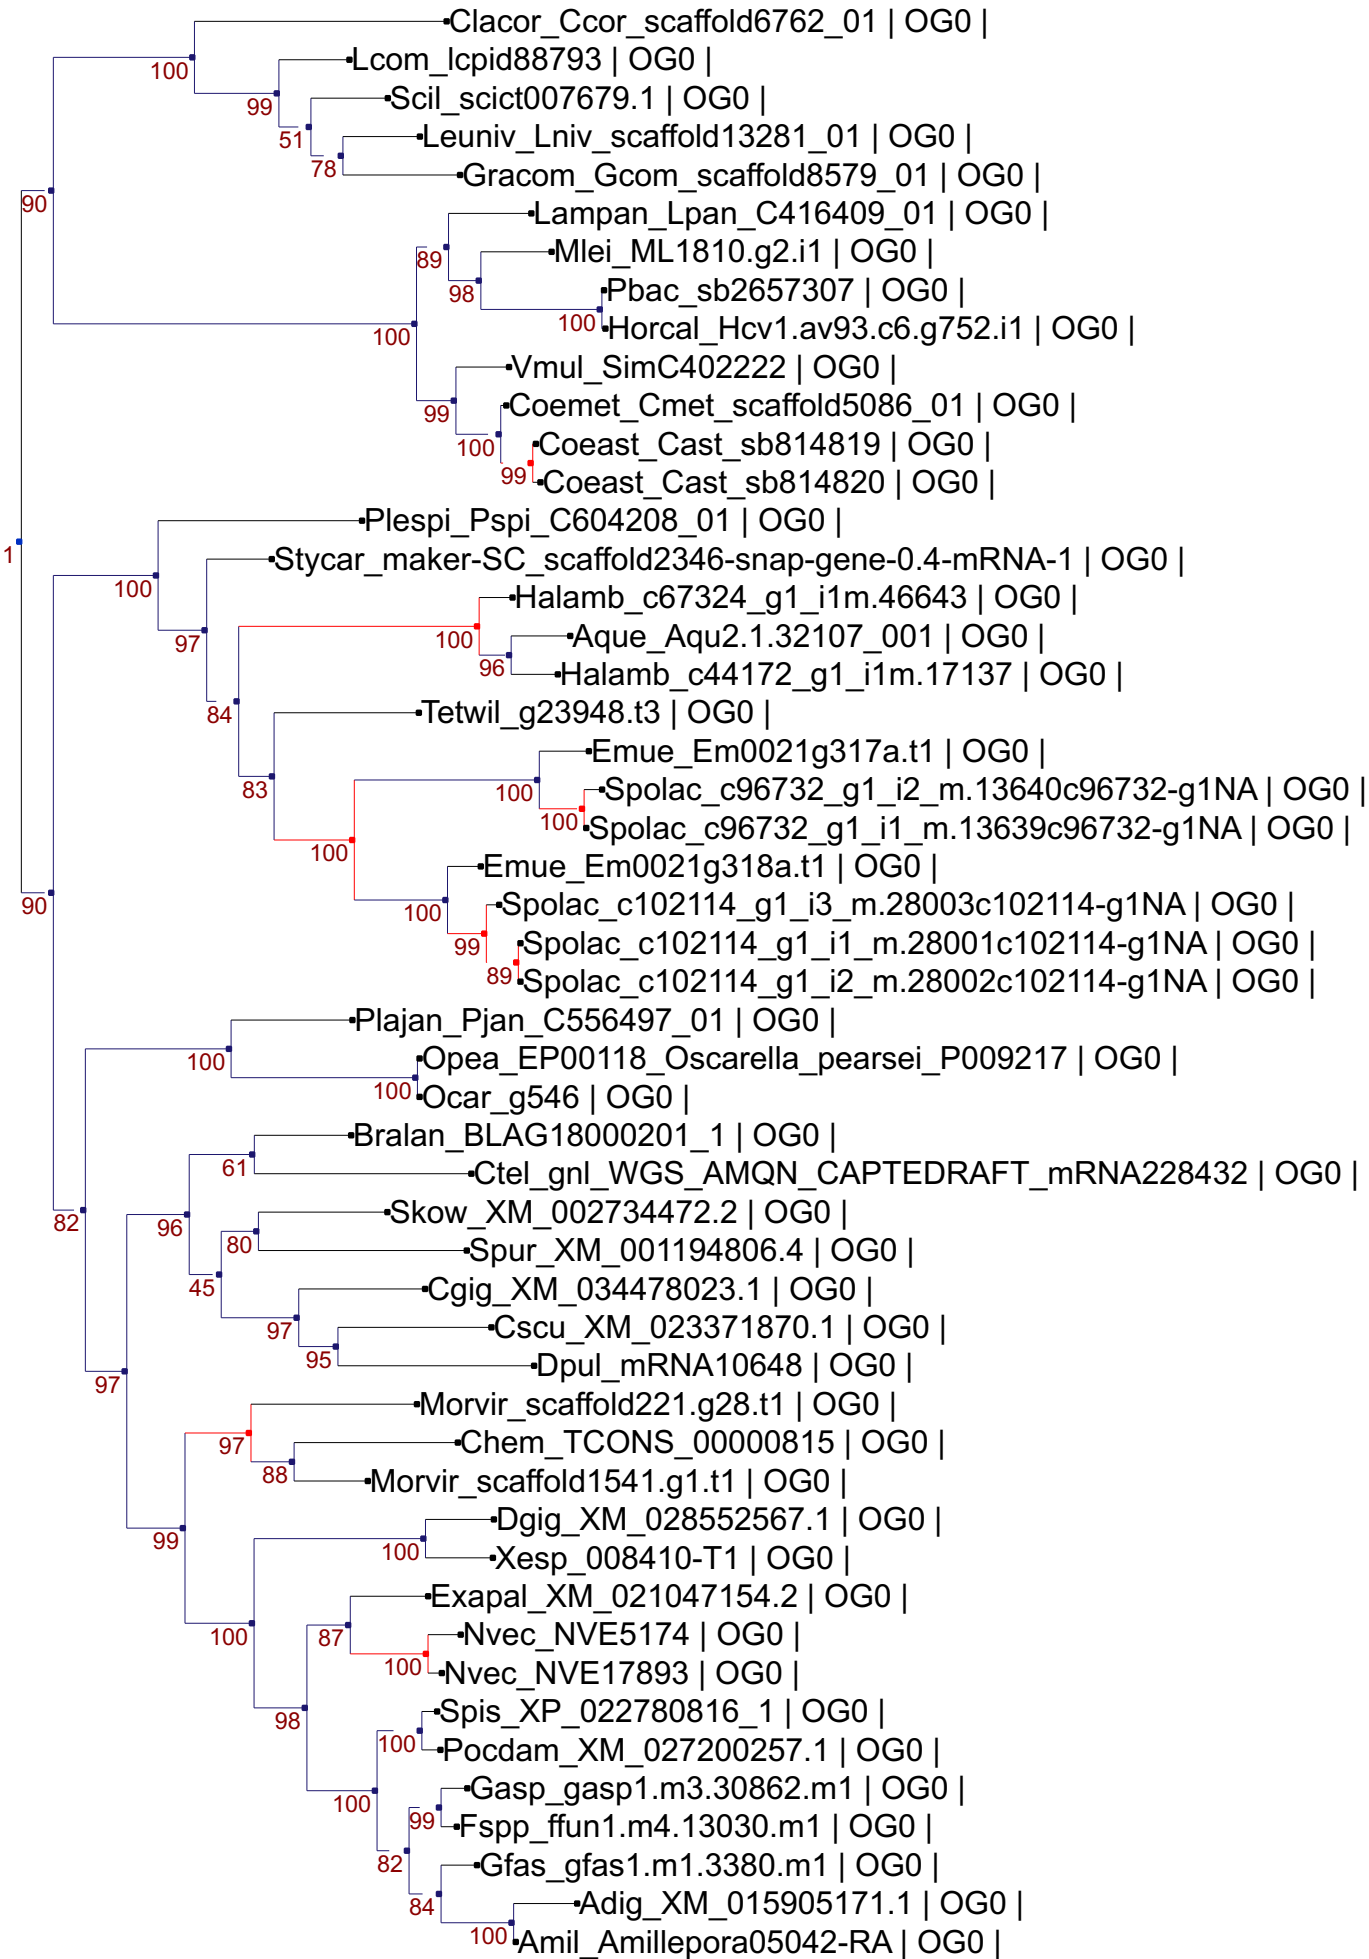 Clacor_Ccor_scaffold6762_01 | OG0 |
Lcom_lcpid88793 | OG0 |
100
Scil_scict007679.1 | OG0 |
99
Leuniv_Lniv_scaffold13281_01 | OG0 |
51
78
Gracom_Gcom_scaffold8579_01 | OG0 |
90
Lampan_Lpan_C416409_01 | OG0 |
Mlei_ML1810.g2.i1 | OG0 |
89
Pbac_sb2657307 | OG0 |
98
100
Horcal_Hcv1.av93.c6.g752.i1 | OG0 |
100
Vmul_SimC402222 | OG0 |
Coemet_Cmet_scaffold5086_01 | OG0 |
99
Coeast_Cast_sb814819 | OG0 |
100
99
Coeast_Cast_sb814820 | OG0 |
Plespi_Pspi_C604208_01 | OG0 |
1
Stycar_maker-SC_scaffold2346-snap-gene-0.4-mRNA-1 | OG0 |
100
Halamb_c67324_g1_i1m.46643 | OG0 |
Aque_Aqu2.1.32107_001 | OG0 |
97
100
96
Halamb_c44172_g1_i1m.17137 | OG0 |
84
Tetwil_g23948.t3 | OG0 |
Emue_Em0021g317a.t1 | OG0 |
83
100
Spolac_c96732_g1_i2_m.13640c96732-g1NA | OG0 |
100
Spolac_c96732_g1_i1_m.13639c96732-g1NA | OG0 |
100
Emue_Em0021g318a.t1 | OG0 |
90
100
Spolac_c102114_g1_i3_m.28003c102114-g1NA | OG0 |
99
Spolac_c102114_g1_i1_m.28001c102114-g1NA | OG0 |
89
Spolac_c102114_g1_i2_m.28002c102114-g1NA | OG0 |
Plajan_Pjan_C556497_01 | OG0 |
100
Opea_EP00118_Oscarella_pearsei_P009217 | OG0 |
100
Ocar_g546 | OG0 |
Bralan_BLAG18000201_1 | OG0 |
61
Ctel_gnl_WGS_AMQN_CAPTEDRAFT_mRNA228432 | OG0 |
82
96
Skow_XM_002734472.2 | OG0 |
80
Spur_XM_001194806.4 | OG0 |
45
Cgig_XM_034478023.1 | OG0 |
97
Cscu_XM_023371870.1 | OG0 |
95
Dpul_mRNA10648 | OG0 |
97
Morvir_scaffold221.g28.t1 | OG0 |
97
Chem_TCONS_00000815 | OG0 |
88
Morvir_scaffold1541.g1.t1 | OG0 |
99
Dgig_XM_028552567.1 | OG0 |
100
Xesp_008410-T1 | OG0 |
Exapal_XM_021047154.2 | OG0 |
100
87
Nvec_NVE5174 | OG0 |
100
Nvec_NVE17893 | OG0 |
98
Spis_XP_022780816_1 | OG0 |
100
Pocdam_XM_027200257.1 | OG0 |
100
Gasp_gasp1.m3.30862.m1 | OG0 |
99
Fspp_ffun1.m4.13030.m1 | OG0 |
82
Gfas_gfas1.m1.3380.m1 | OG0 |
84
Adig_XM_015905171.1 | OG0 |
100
Amil_Amillepora05042-RA | OG0 |